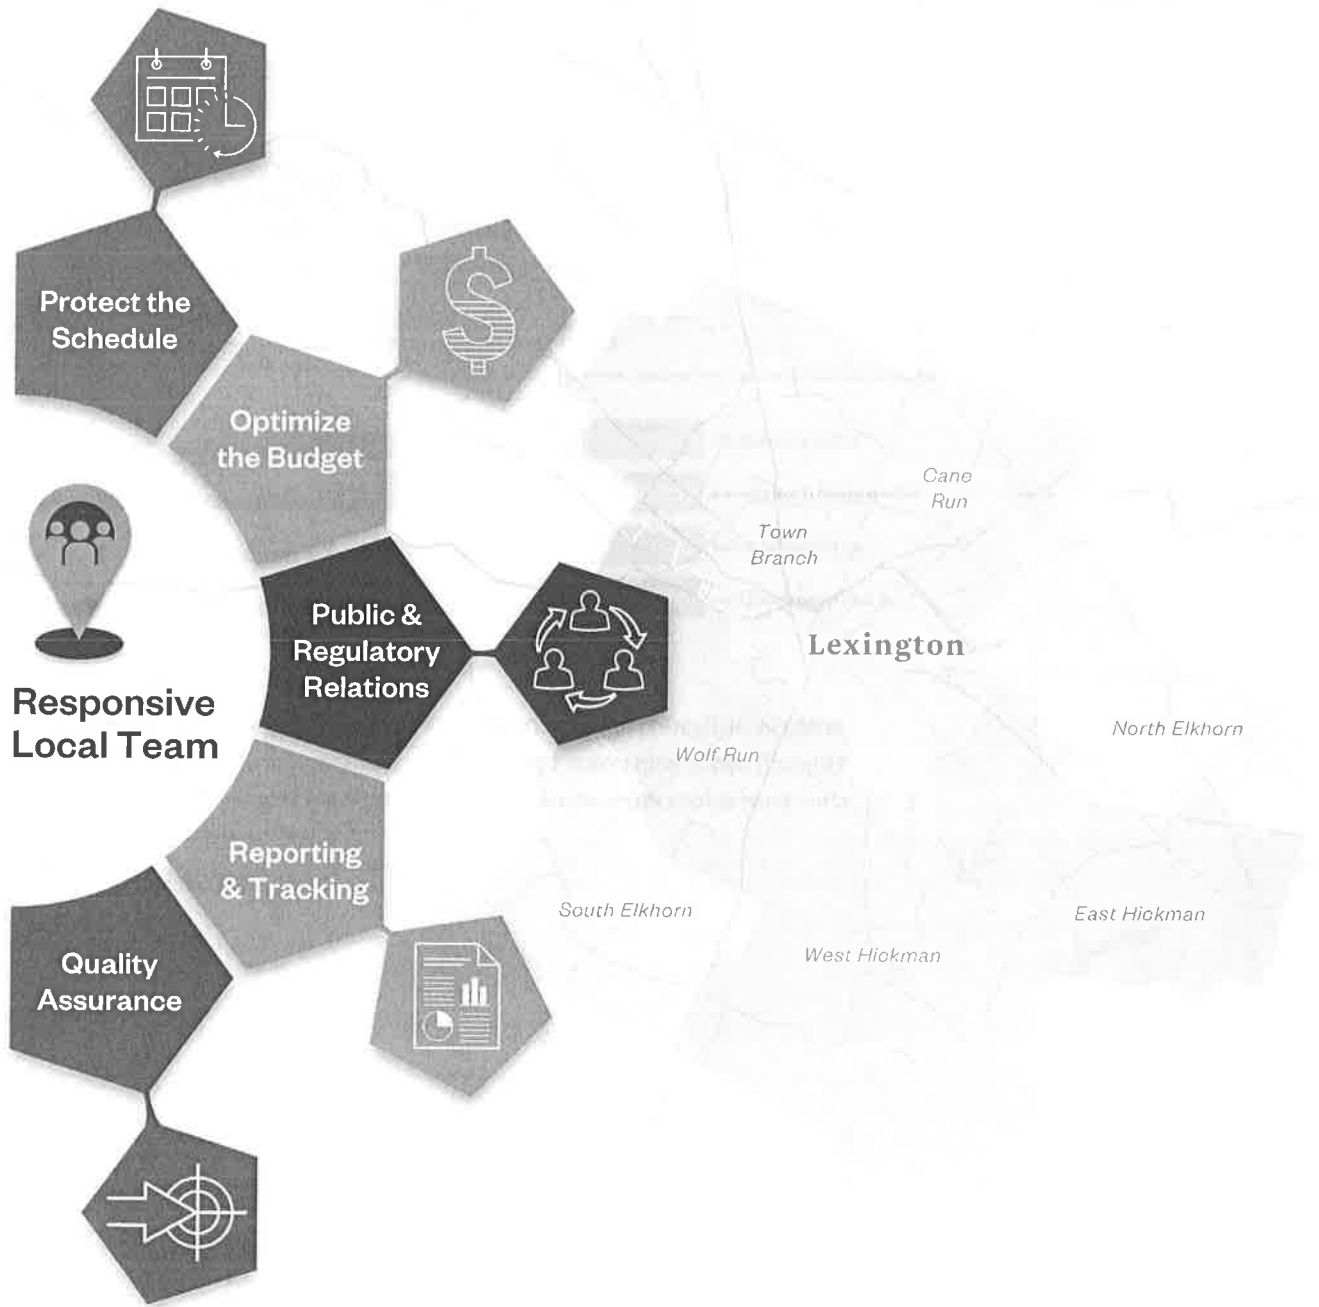 Protect the
Schedule
Optimize
the Budget
Cane
Run
Town
Branch
Public &
Regulatory
Relations
Lexington
Responsive
Local Team
North Elkhorn
Wolf Run
Reporting
& Tracking
South Elkhorn
East Hickman
West Hickman
Quality
Assurance